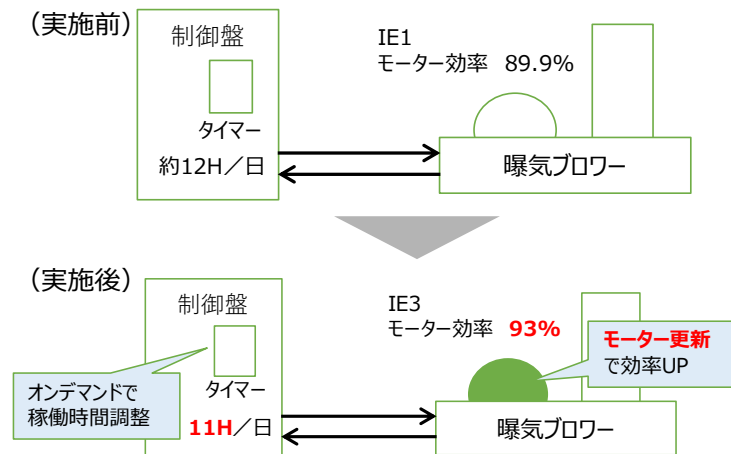 （実施前）
制御盤
タイマー
約12H／日
IE1
モーター効率 89.9%
曝気ブロワー
（実施後）
制御盤
タイマー
11H／日
オンデマンドで
稼働時間調整
IE3
モーター効率 93%
モーター更新
で効率UP
曝気ブロワー